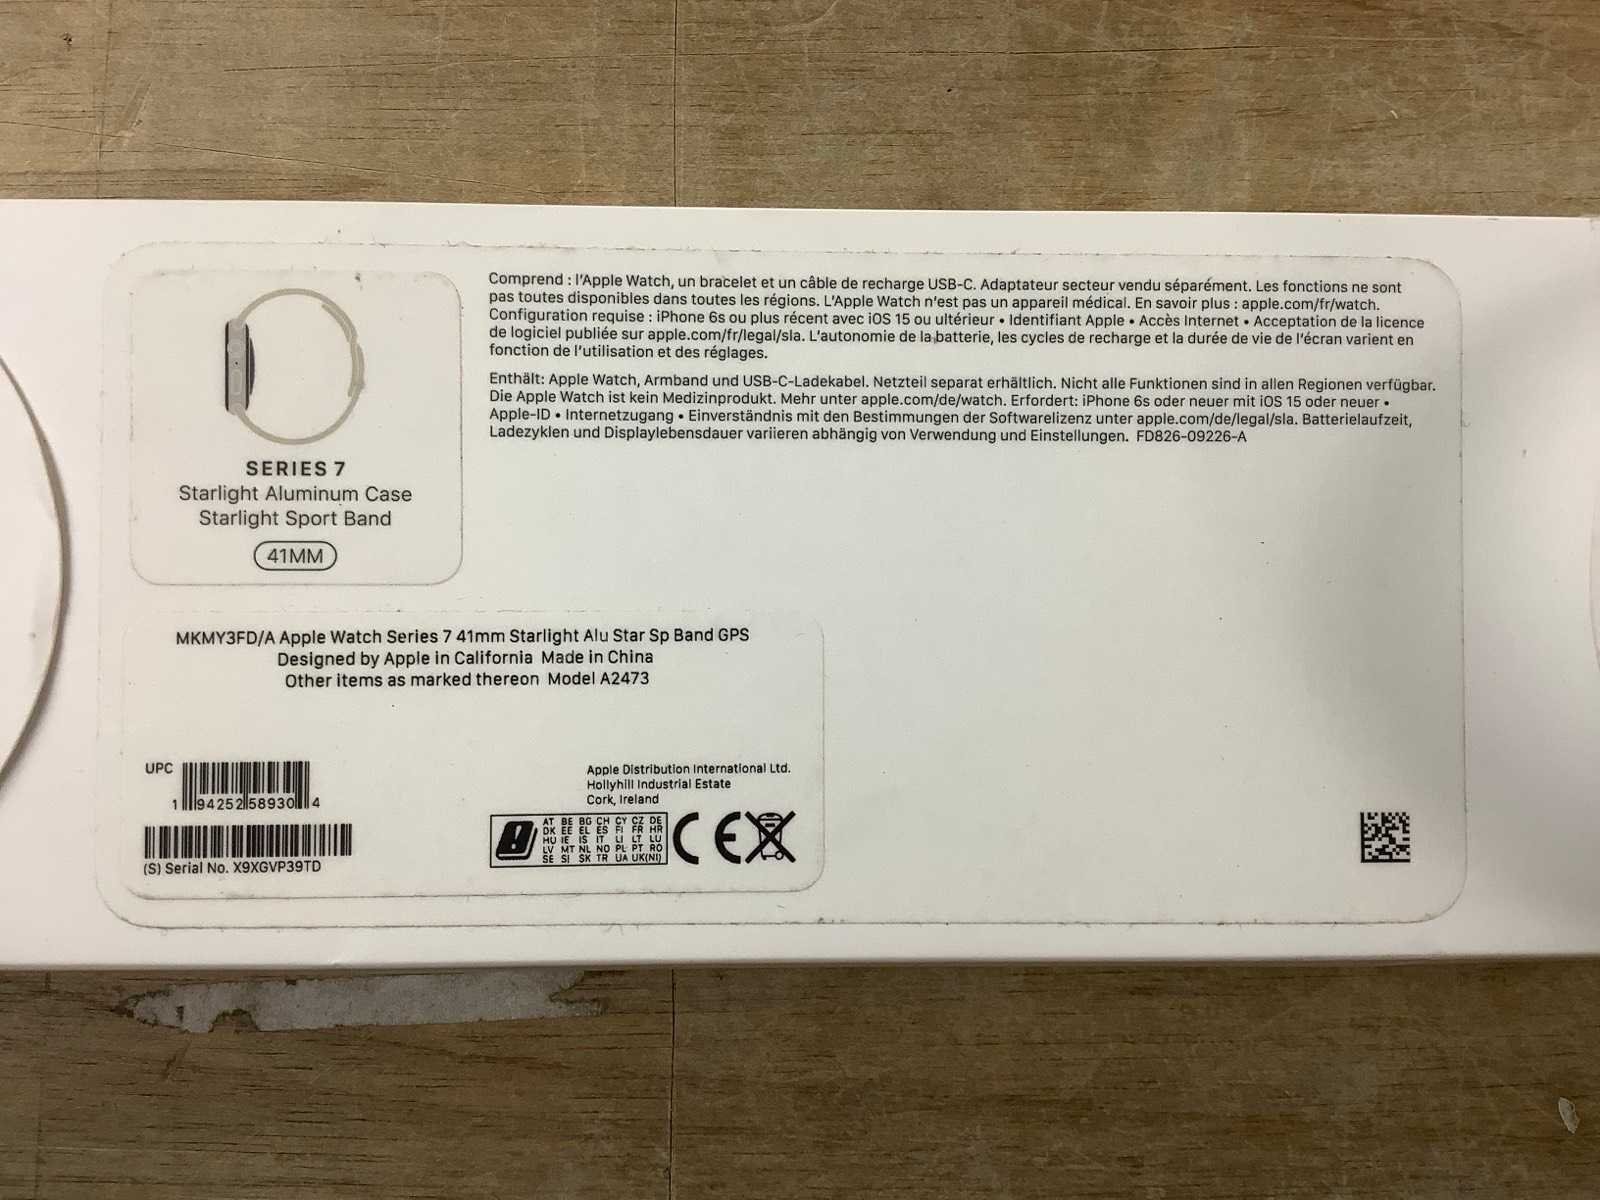 Comprend : l'Apple Watch, un bracelet et un câble de recharge USB-C. Adaptateur secteur vendu séparément. Les fonctions ne sont
pas toutes disponibles dans toutes les régions. L'Apple Watch n'est pas un appareil médical. En savoir plus : apple.com/fr/watch.
Configuration requise : iPhone 6s ou plus récent avec iOS 15 ou ultérieur • Identifiant Apple • Accès Internet • Acceptation de la licence
de logiciel publiée sur apple.com/fr/legal/sla. L'autonomie de la batterie, les cycles de recharge et la durée de vie de l'écran varient en
fonction de l'utilisation et des réglages.
Enthält: Apple Watch, Armband und USB-C-Ladekabel. Netzteil separat erhältlich. Nicht alle Funktionen sind in allen Regionen verfügbar.
Die Apple Watch ist kein Medizinprodukt. Mehr unter apple.com/de/watch. Erfordert: iPhone 6s oder neuer mit iOS 15 oder neuer •
Apple-ID • Internetzugang • Einverständnis mit den Bestimmungen der Softwarelizenz unter apple.com/de/legal/sla. Batterielaufzeit,
Ladezyklen und Displaylebensdauer variieren abhängig von Verwendung und Einstellungen. FD826-09226-A
SERIES 7
Starlight Aluminum Case
Starlight Sport Band
41MM
MKMY3FD/A Apple Watch Series 7 41mm Starlight Alu Star Sp Band GPS
Designed by Apple in California Made in China
Other items as marked thereon Model A2473
UPC
1 94252 58930 4
(S) Serial No. X9XGVP39TD
Apple Distribution International Ltd.
Hollyhill Industrial Estate
Cork, Ireland
AT BE BG CH CY CZ DE
DK EE EL ES FI FR HR
HU IE IS IT LI LT LU
LV MT NL NO PL PT RO
SE SI SK TR UA UK(NI)
CE